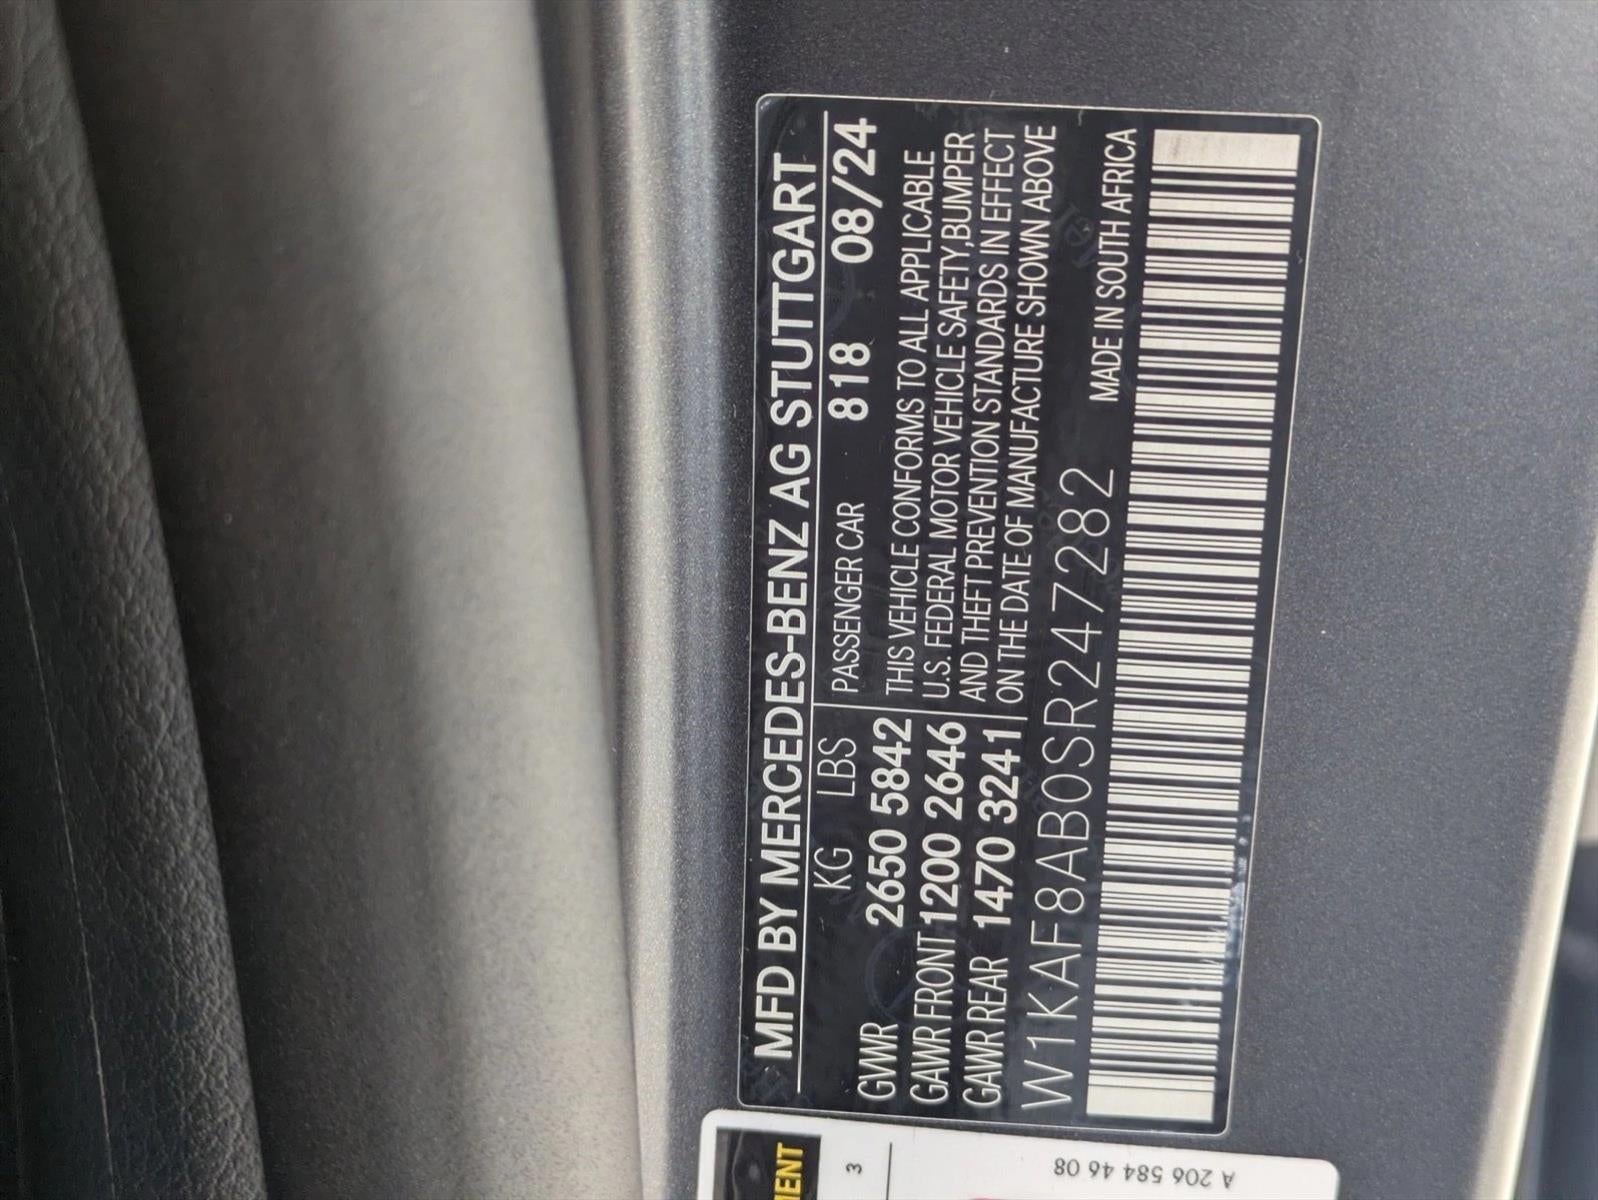 MFD BY MERCEDES-BENZ AG STUTTGART
KG LBS PASSENGER CAR 818 08/24
GVWR 2650 5842
GAWR FRONT 1200 2646
GAWR REAR 1470 3241
THIS VEHICLE CONFORMS TO ALL APPLICABLE
U.S. FEDERAL MOTOR VEHICLE SAFETY,BUMPER
AND THEFT PREVENTION STANDARDS IN EFFECT
ON THE DATE OF MANUFACTURE SHOWN ABOVE
W1KAF8AB0SR247282 MADE IN SOUTH AFRICA
3
A 206 584 46 08